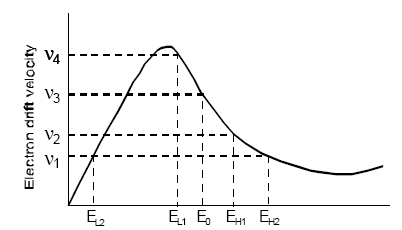 Electron drift velocity
ν4
ν3
ν2
ν1
EL2
EL1
E0
EH1
EH2